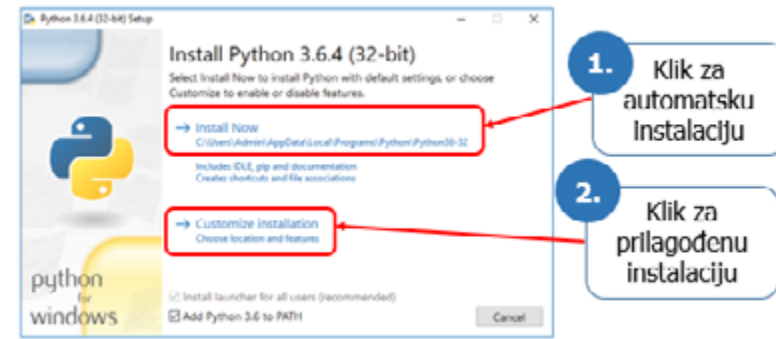 Python 3.6.4 (32-bit) Setup
Install Python 3.6.4 (32-bit)
Select Install Now to install Python with default settings, or choose
Customize to enable or disable features.
→ Install Now
C:\Users\Admin\AppData\Local\Programs\Python\Python36-32
Includes IDLE, pip and documentation
Creates shortcuts and file associations
→ Customize installation
Choose location and features
Install launcher for all users (recommended)
Add Python 3.6 to PATH
Cancel
python
for
windows
1.
Klik za
automatsku
instalaciju
2.
Klik za
prilagođenu
instalaciju